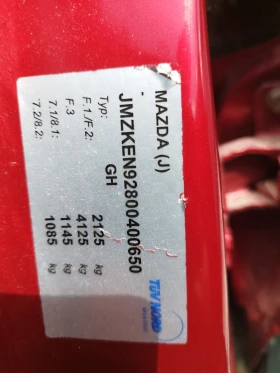 MAZDA (J)
JMZKEN92800400650
Typ: GH
F.1./F.2: 2125 kg
F.3 4125 kg
7.1/8.1: 1145 kg
7.2/8.2: 1085 kg
TÜV NORD